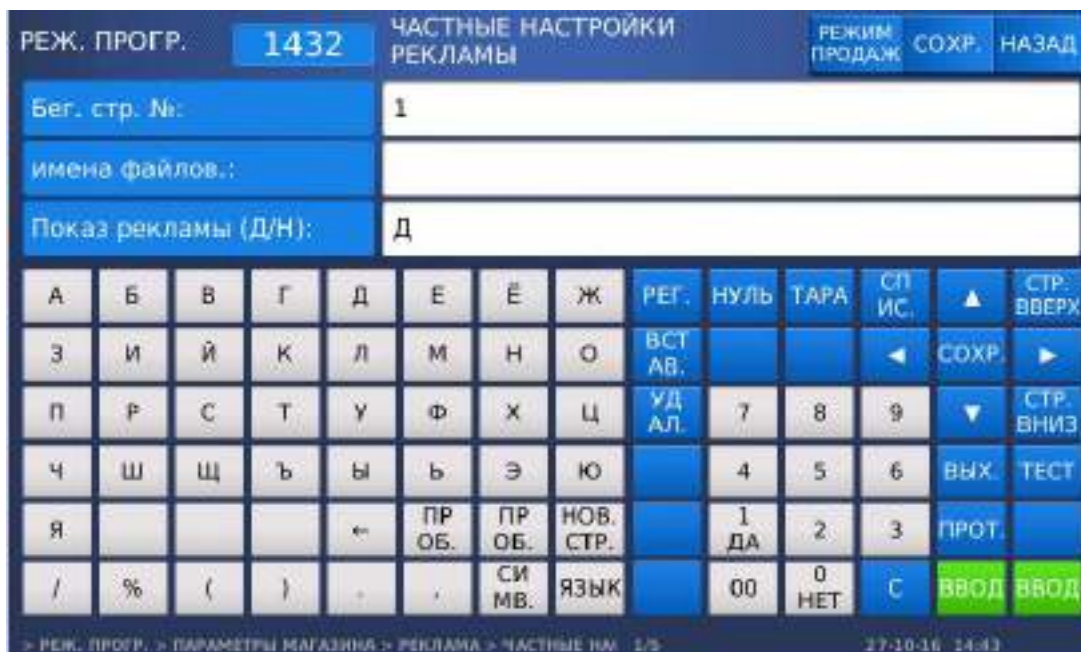 РЕЖ. ПРОГР. 1432 ЧАСТНЫЕ НАСТРОЙКИ РЕЖИМ СОХР. НАЗАД
РЕКЛАМЫ ПРОДАЖ
Бег. стр. №: 1
имена файлов.:
Показ рекламы (Д/Н): Д
А Б В Г Д Е Ё Ж РЕГ. НУЛЬ ТАРА СП ИС. ▲ СТР. ВВЕРХ
З И Й К Л М Н О ВСТ АВ. ◄ СОХР. ►
П Р С Т У Ф Х Ц УД АЛ. 7 8 9 ▼ СТР. ВНИЗ
Ч Ш Щ Ъ Ы Ь Э Ю 4 5 6 ВЫХ. ТЕСТ
Я ← ПР ОБ. ПР ОБ. НОВ. СТР. 1 ДА 2 3 ПРОТ.
/ % ( ) . , СИ МВ. ЯЗЫК 00 0 НЕТ С ВВОД ВВОД
> РЕЖ. ПРОГР. > ПАРАМЕТРЫ МАГАЗИНА > РЕКЛАМА > ЧАСТНЫЕ НАС 1/5 27-10-16 14:43